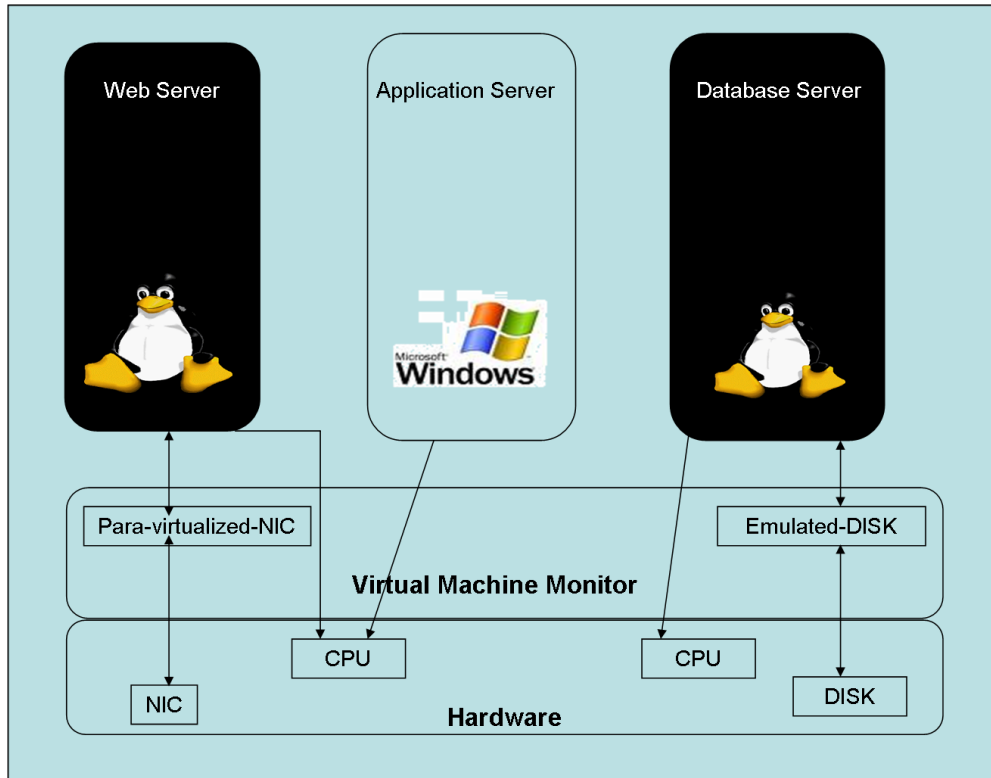 Web Server
Application Server
Database Server
Microsoft
Windows
Para-virtualized-NIC
Emulated-DISK
Virtual Machine Monitor
CPU
CPU
NIC
DISK
Hardware